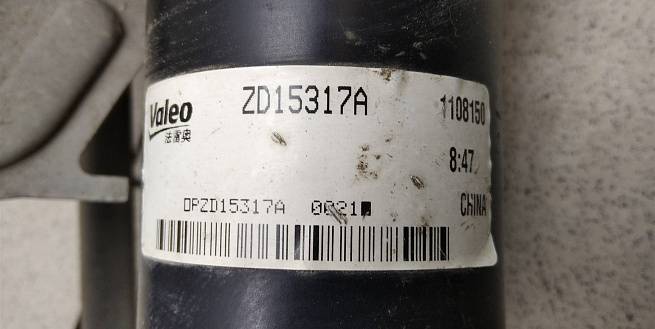 Valeo ZD15317A 1108150
法雷奥 8:47
OPZD15317A CHINA